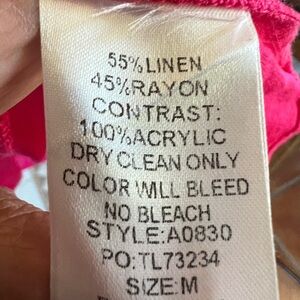 55%LINEN
45%RAYON
CONTRAST:
100%ACRYLIC
DRY CLEAN ONLY
COLOR WILL BLEED
NO BLEACH
STYLE:A0830
PO:TL73234
SIZE:M